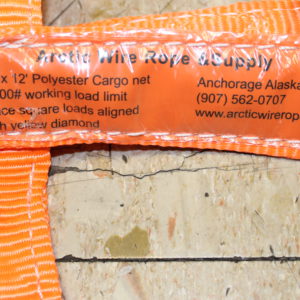 Arctic Wire Rope & Supply
x 12' Polyester Cargo net
00# working load limit
ce square loads aligned
h yellow diamond
Anchorage Alaska
(907) 562-0707
www.arcticwirerop